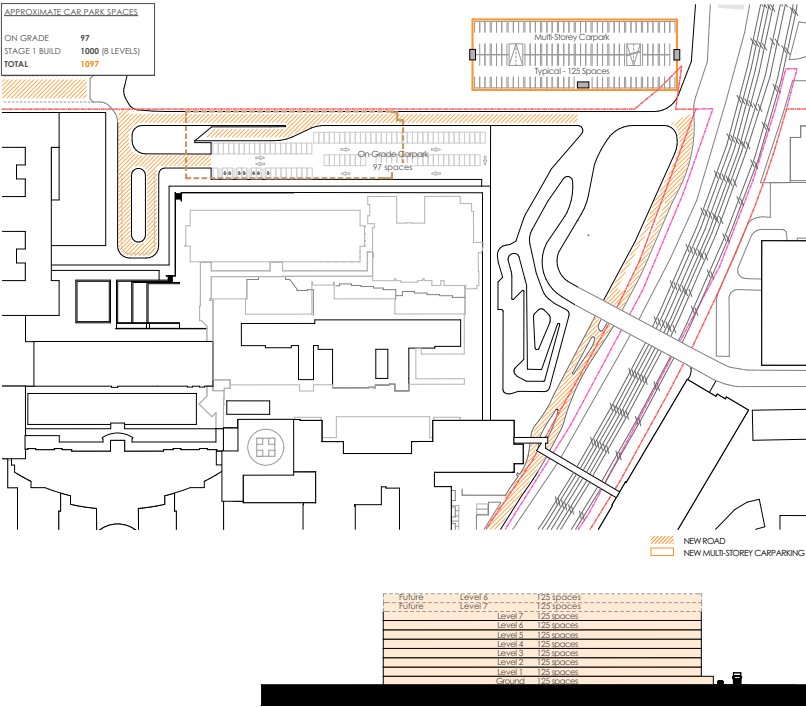 APPROXIMATE CAR PARK SPACES
ON GRADE 97
STAGE 1 BUILD 1000 (8 LEVELS)
TOTAL 1097
Multi-Storey Carpark
Typical - 125 Spaces
On-Grade Carpark
97 spaces
NEW ROAD
NEW MULTI-STOREY CARPARKING
Future Level 6 125 spaces
Future Level 7 125 spaces
Level 7 125 spaces
Level 6 125 spaces
Level 5 125 spaces
Level 4 125 spaces
Level 3 125 spaces
Level 2 125 spaces
Level 1 125 spaces
Ground 125 spaces